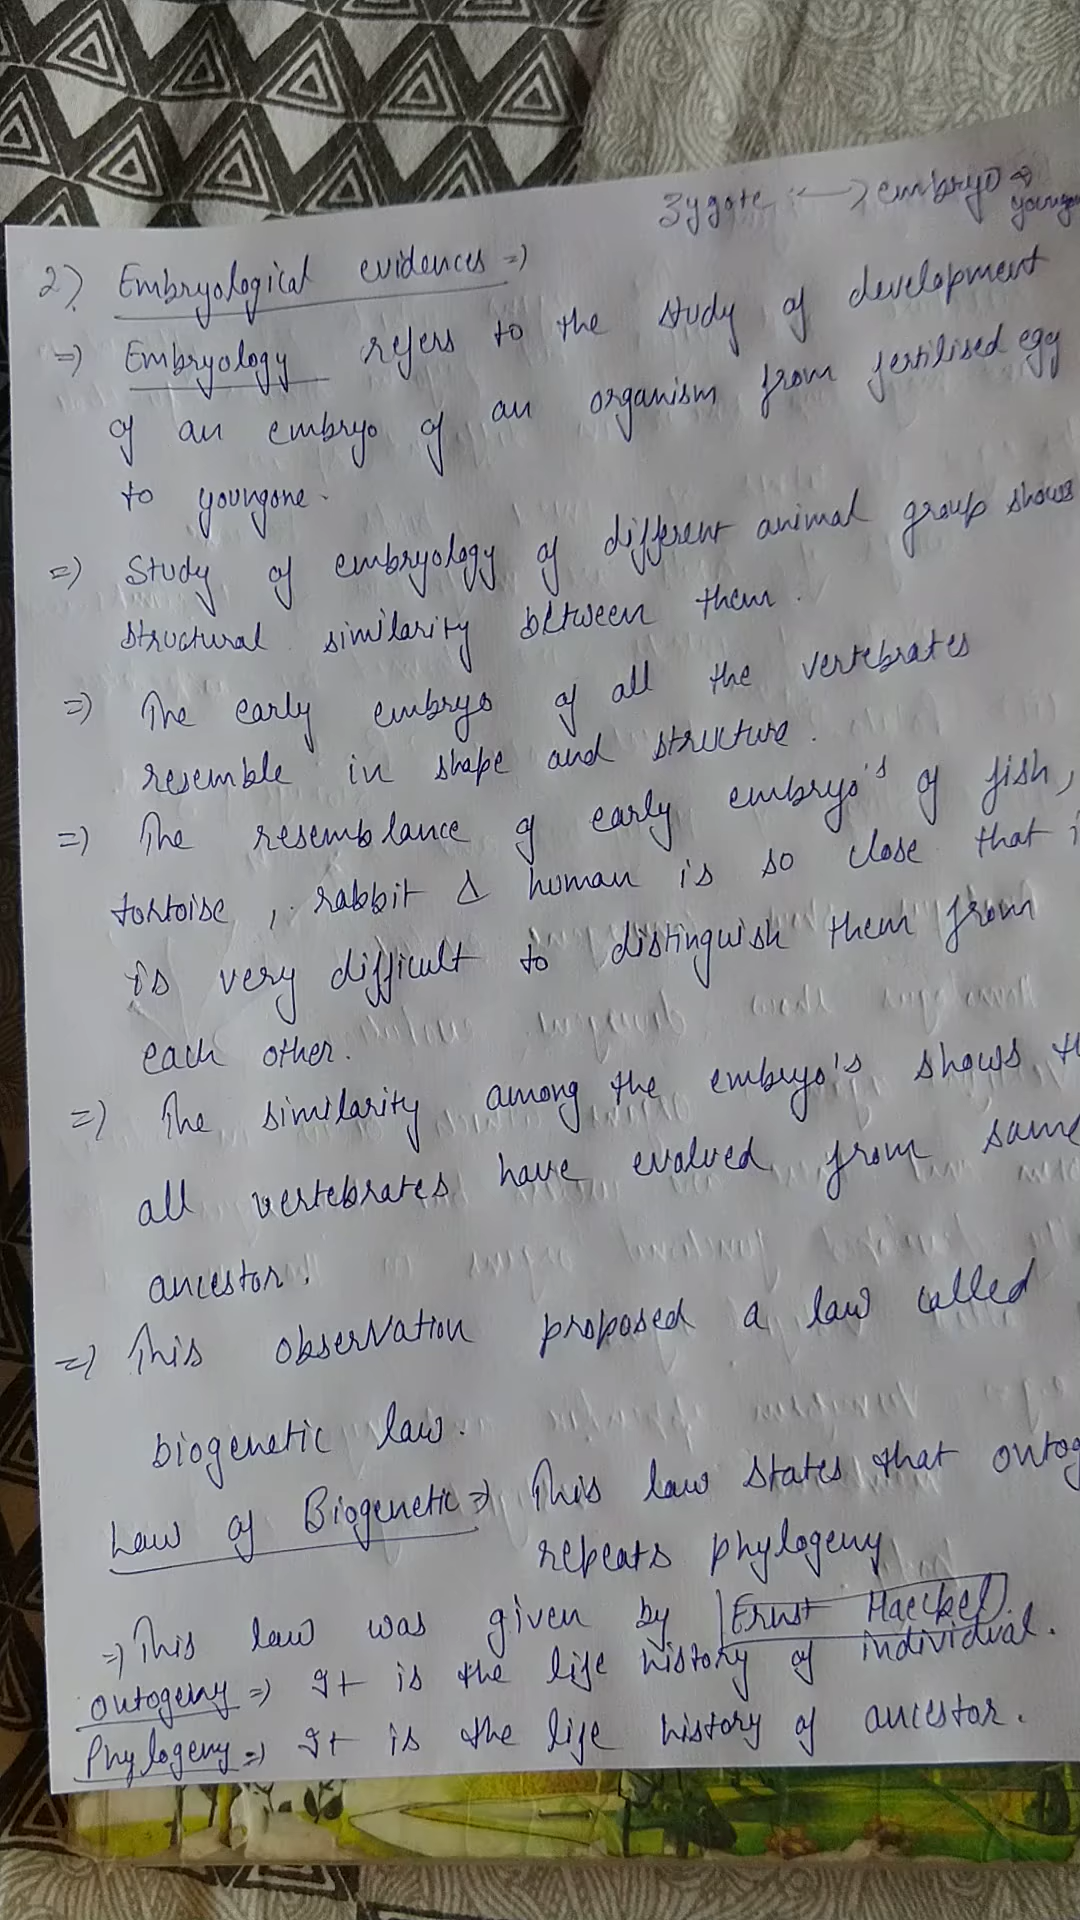 zygote → embryo →
young
2) Embryological evidences ⇒
⇒) Embryology refers to the study of development
of an embryo of an organism from fertilised egg
to youngone.
⇒) Study of embryology of different animal group shows
structural similarity between them.
⇒) The early embryo of all the vertebrates
resemble in shape and structure.
⇒) The resemblance of early embryo's of fish,
tortoise, rabbit & human is so close that i
is very difficult to distinguish them from
each other.
⇒) The similarity among the embryo's shows th
all vertebrates have evolved from same
ancestor.
⇒) This observation proposed a law called
biogenetic law.
Law of Biogenetic ⇒ This law states that ontog
repeats phylogeny
⇒) This law was given by Ernst Haeckel
ontogeny ⇒) It is the life history of individual.
Phylogeny ⇒) It is the life history of ancestor.